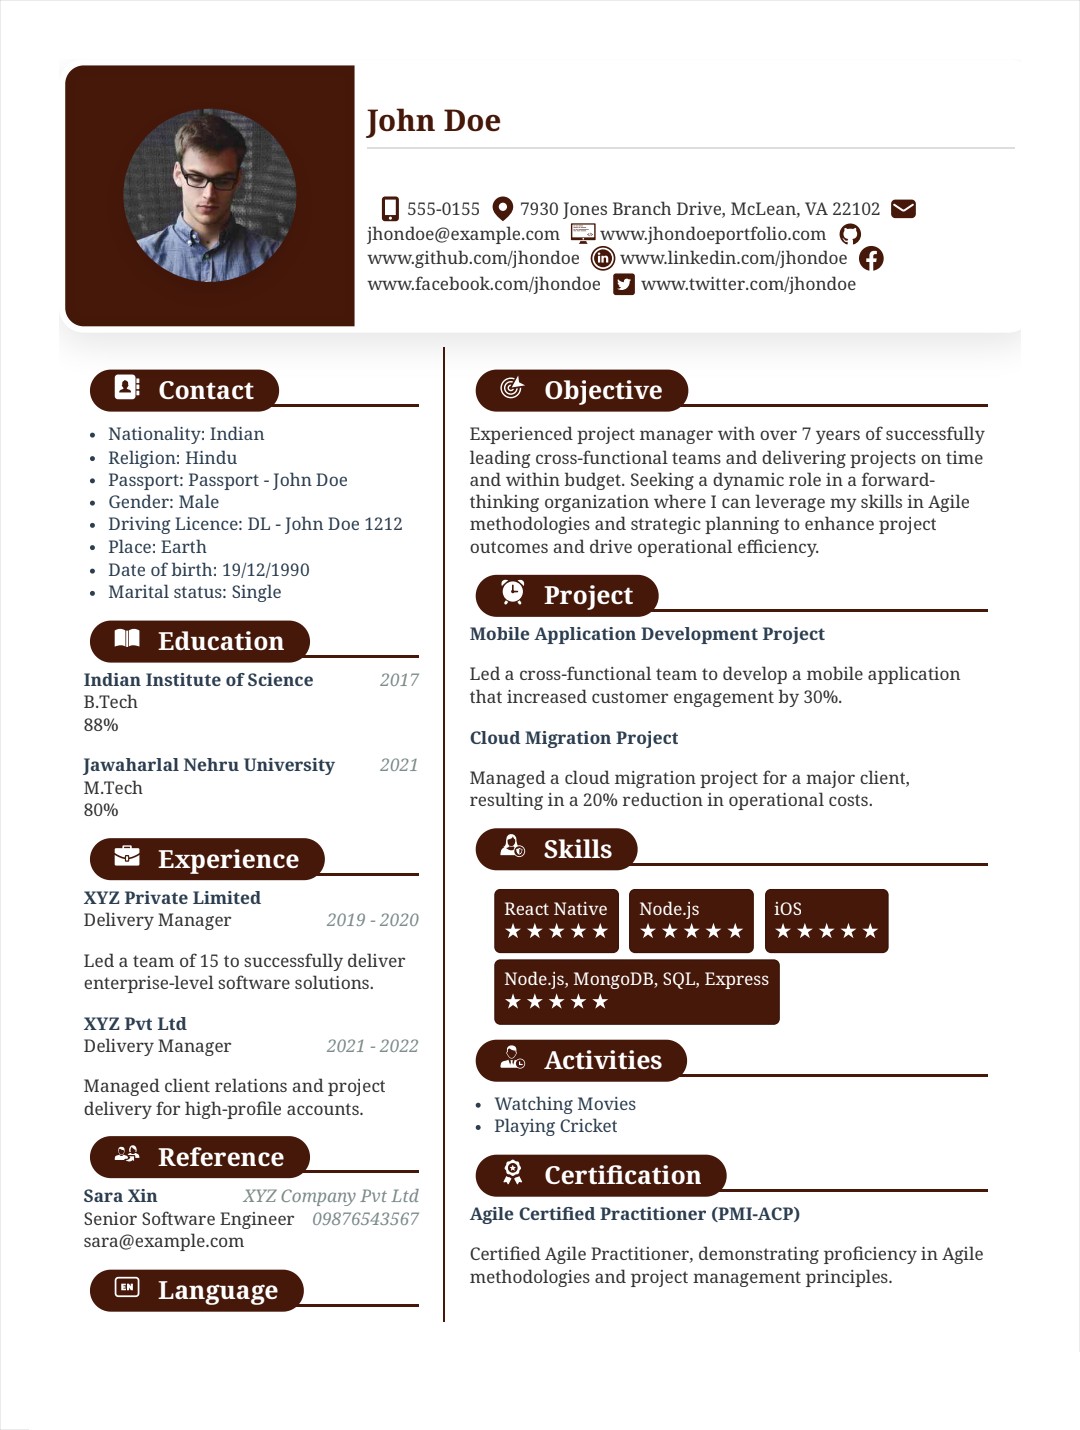 John Doe
555-0155 7930 Jones Branch Drive, McLean, VA 22102
jhondoe@example.com www.jhondoeportfolio.com
www.github.com/jhondoe www.linkedin.com/jhondoe
www.facebook.com/jhondoe www.twitter.com/jhondoe
Contact
• Nationality: Indian
• Religion: Hindu
• Passport: Passport - John Doe
• Gender: Male
• Driving Licence: DL - John Doe 1212
• Place: Earth
• Date of birth: 19/12/1990
• Marital status: Single
Education
Indian Institute of Science 2017
B.Tech
88%
Jawaharlal Nehru University 2021
M.Tech
80%
Experience
XYZ Private Limited
Delivery Manager 2019 - 2020
Led a team of 15 to successfully deliver
enterprise-level software solutions.
XYZ Pvt Ltd
Delivery Manager 2021 - 2022
Managed client relations and project
delivery for high-profile accounts.
Reference
Sara Xin XYZ Company Pvt Ltd
Senior Software Engineer 09876543567
sara@example.com
EN Language
Objective
Experienced project manager with over 7 years of successfully
leading cross-functional teams and delivering projects on time
and within budget. Seeking a dynamic role in a forward-
thinking organization where I can leverage my skills in Agile
methodologies and strategic planning to enhance project
outcomes and drive operational efficiency.
Project
Mobile Application Development Project
Led a cross-functional team to develop a mobile application
that increased customer engagement by 30%.
Cloud Migration Project
Managed a cloud migration project for a major client,
resulting in a 20% reduction in operational costs.
Skills
React Native Node.js iOS
★★★★★ ★★★★★ ★★★★★
Node.js, MongoDB, SQL, Express
★★★★★
Activities
• Watching Movies
• Playing Cricket
Certification
Agile Certified Practitioner (PMI-ACP)
Certified Agile Practitioner, demonstrating proficiency in Agile
methodologies and project management principles.